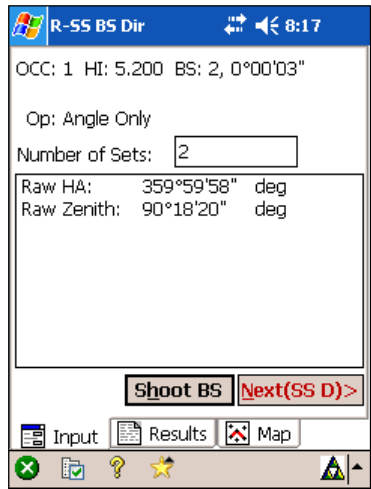 R-SS BS Dir 8:17
OCC: 1 HI: 5.200 BS: 2, 0°00'03"
Op: Angle Only
Number of Sets: 2
Raw HA: 359°59'58" deg
Raw Zenith: 90°18'20" deg
Shoot BS Next(SS D)>
Input Results Map